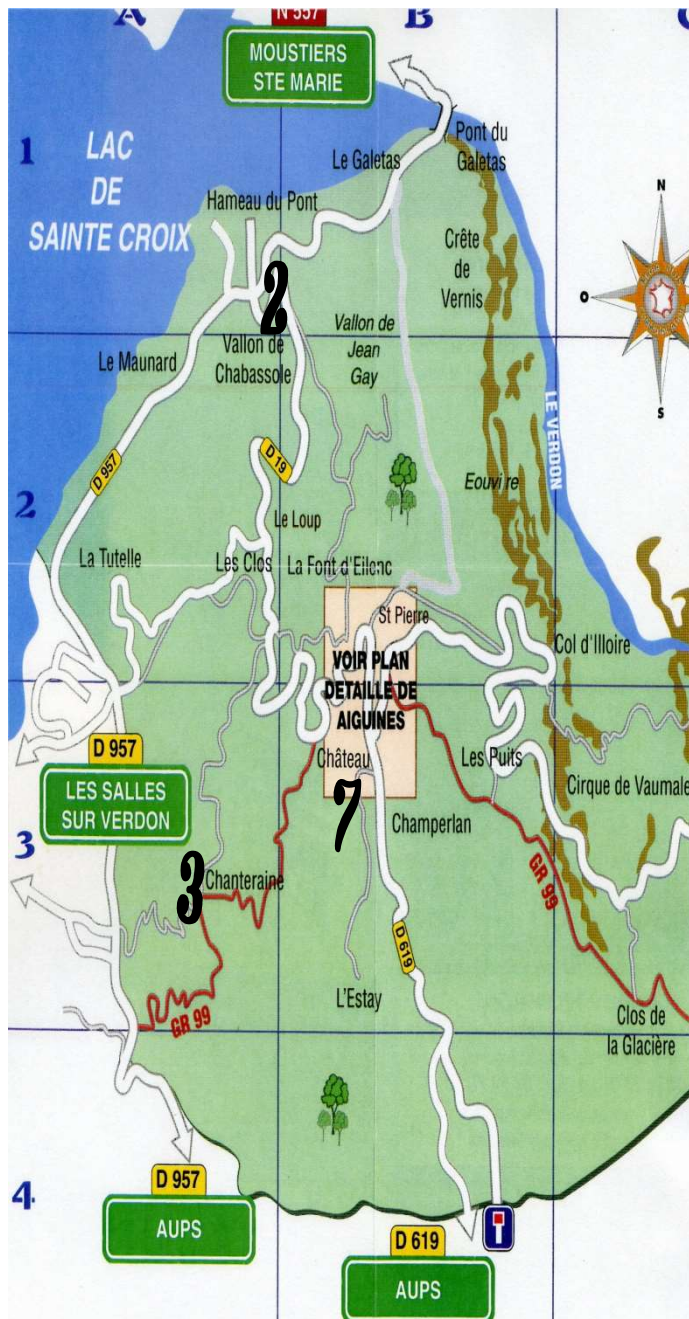 A
N 557
B
C
MOUSTIERS
STE MARIE
1
LAC
DE
SAINTE CROIX
Le Galetas
Pont du
Galetas
Hameau du Pont
Crête
de
Vernis
N
O
S
2
Vallon de
Jean
Gay
Le Maunard
Vallon de
Chabassole
LE VERDON
D 957
D 19
2
Eouvi re
Le Loup
La Tutelle
Les Clos
La Font d'Eilenc
St Pierre
Col d'Illoire
VOIR PLAN
DETAILLE DE
AIGUINES
D 957
LES SALLES
SUR VERDON
Château
Les Puits
Cirque de Vaumale
7
Champerlan
3
3
Chanteraine
GR 99
D 619
L'Estay
GR 99
Clos de
la Glacière
4
D 957
AUPS
D 619
AUPS